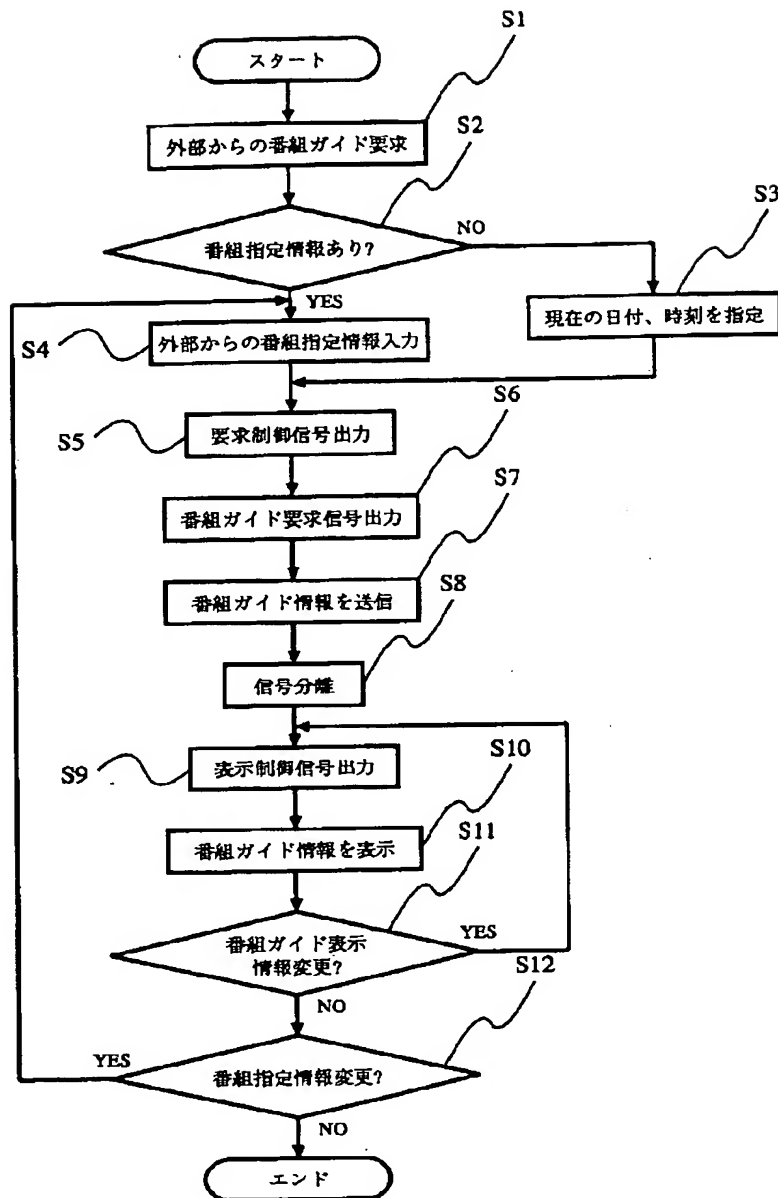 S1
スタート
外部からの番組ガイド要求
S2
番組指定情報あり?
NO
S3
YES
現在の日付、時刻を指定
S4
外部からの番組指定情報入力
S5
要求制御信号出力
S6
番組ガイド要求信号出力
S7
番組ガイド情報を送信
S8
信号分離
S9
表示制御信号出力
S10
番組ガイド情報を表示
S11
番組ガイド表示
情報変更?
YES
NO
S12
YES
番組指定情報変更?
NO
エンド